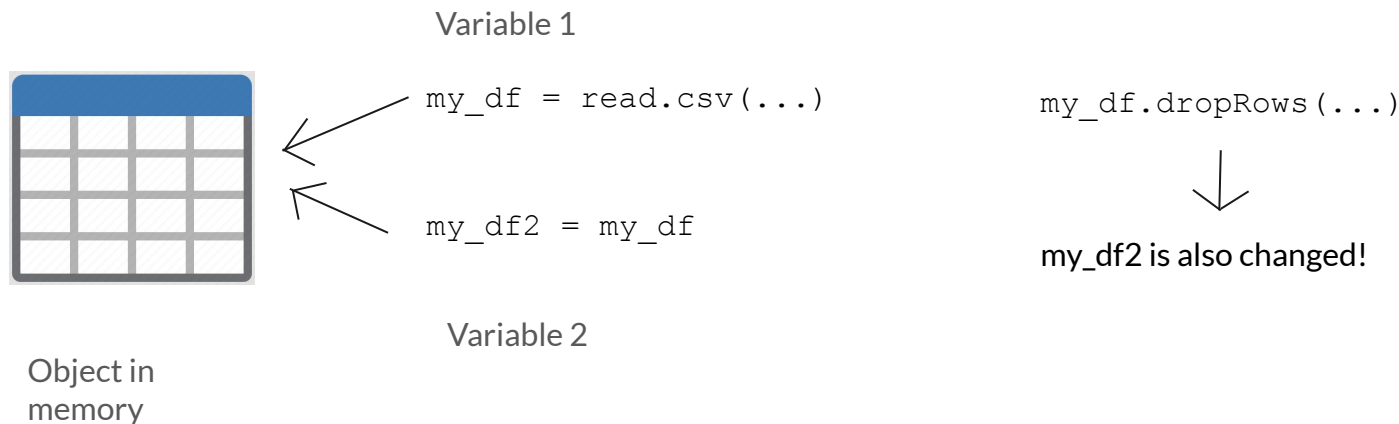 Variable 1
my_df = read.csv(...)
my_df.dropRows(...)
my_df2 = my_df
my_df2 is also changed!
Variable 2
Object in
memory